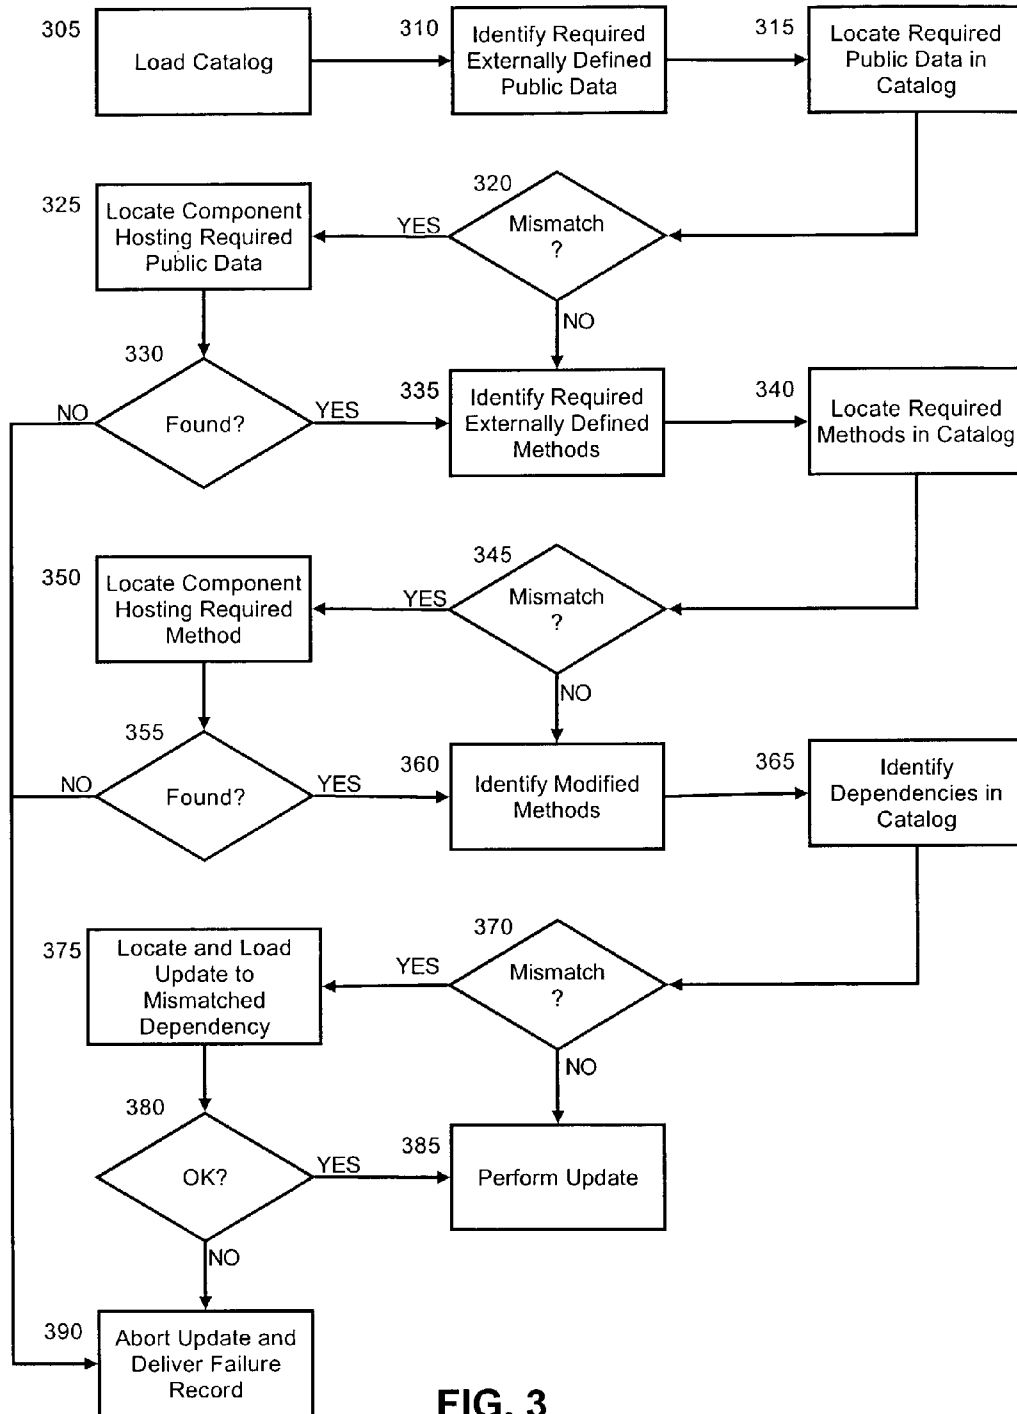 305
Load Catalog
310
Identify Required
Externally Defined
Public Data
315
Locate Required
Public Data in
Catalog
320
Mismatch
?
YES
NO
325
Locate Component
Hosting Required
Public Data
330
Found?
NO
YES
335
Identify Required
Externally Defined
Methods
340
Locate Required
Methods in Catalog
345
Mismatch
?
YES
NO
350
Locate Component
Hosting Required
Method
355
Found?
NO
YES
360
Identify Modified
Methods
365
Identify
Dependencies in
Catalog
370
Mismatch
?
YES
NO
375
Locate and Load
Update to
Mismatched
Dependency
380
OK?
YES
NO
385
Perform Update
390
Abort Update and
Deliver Failure
Record
FIG. 3